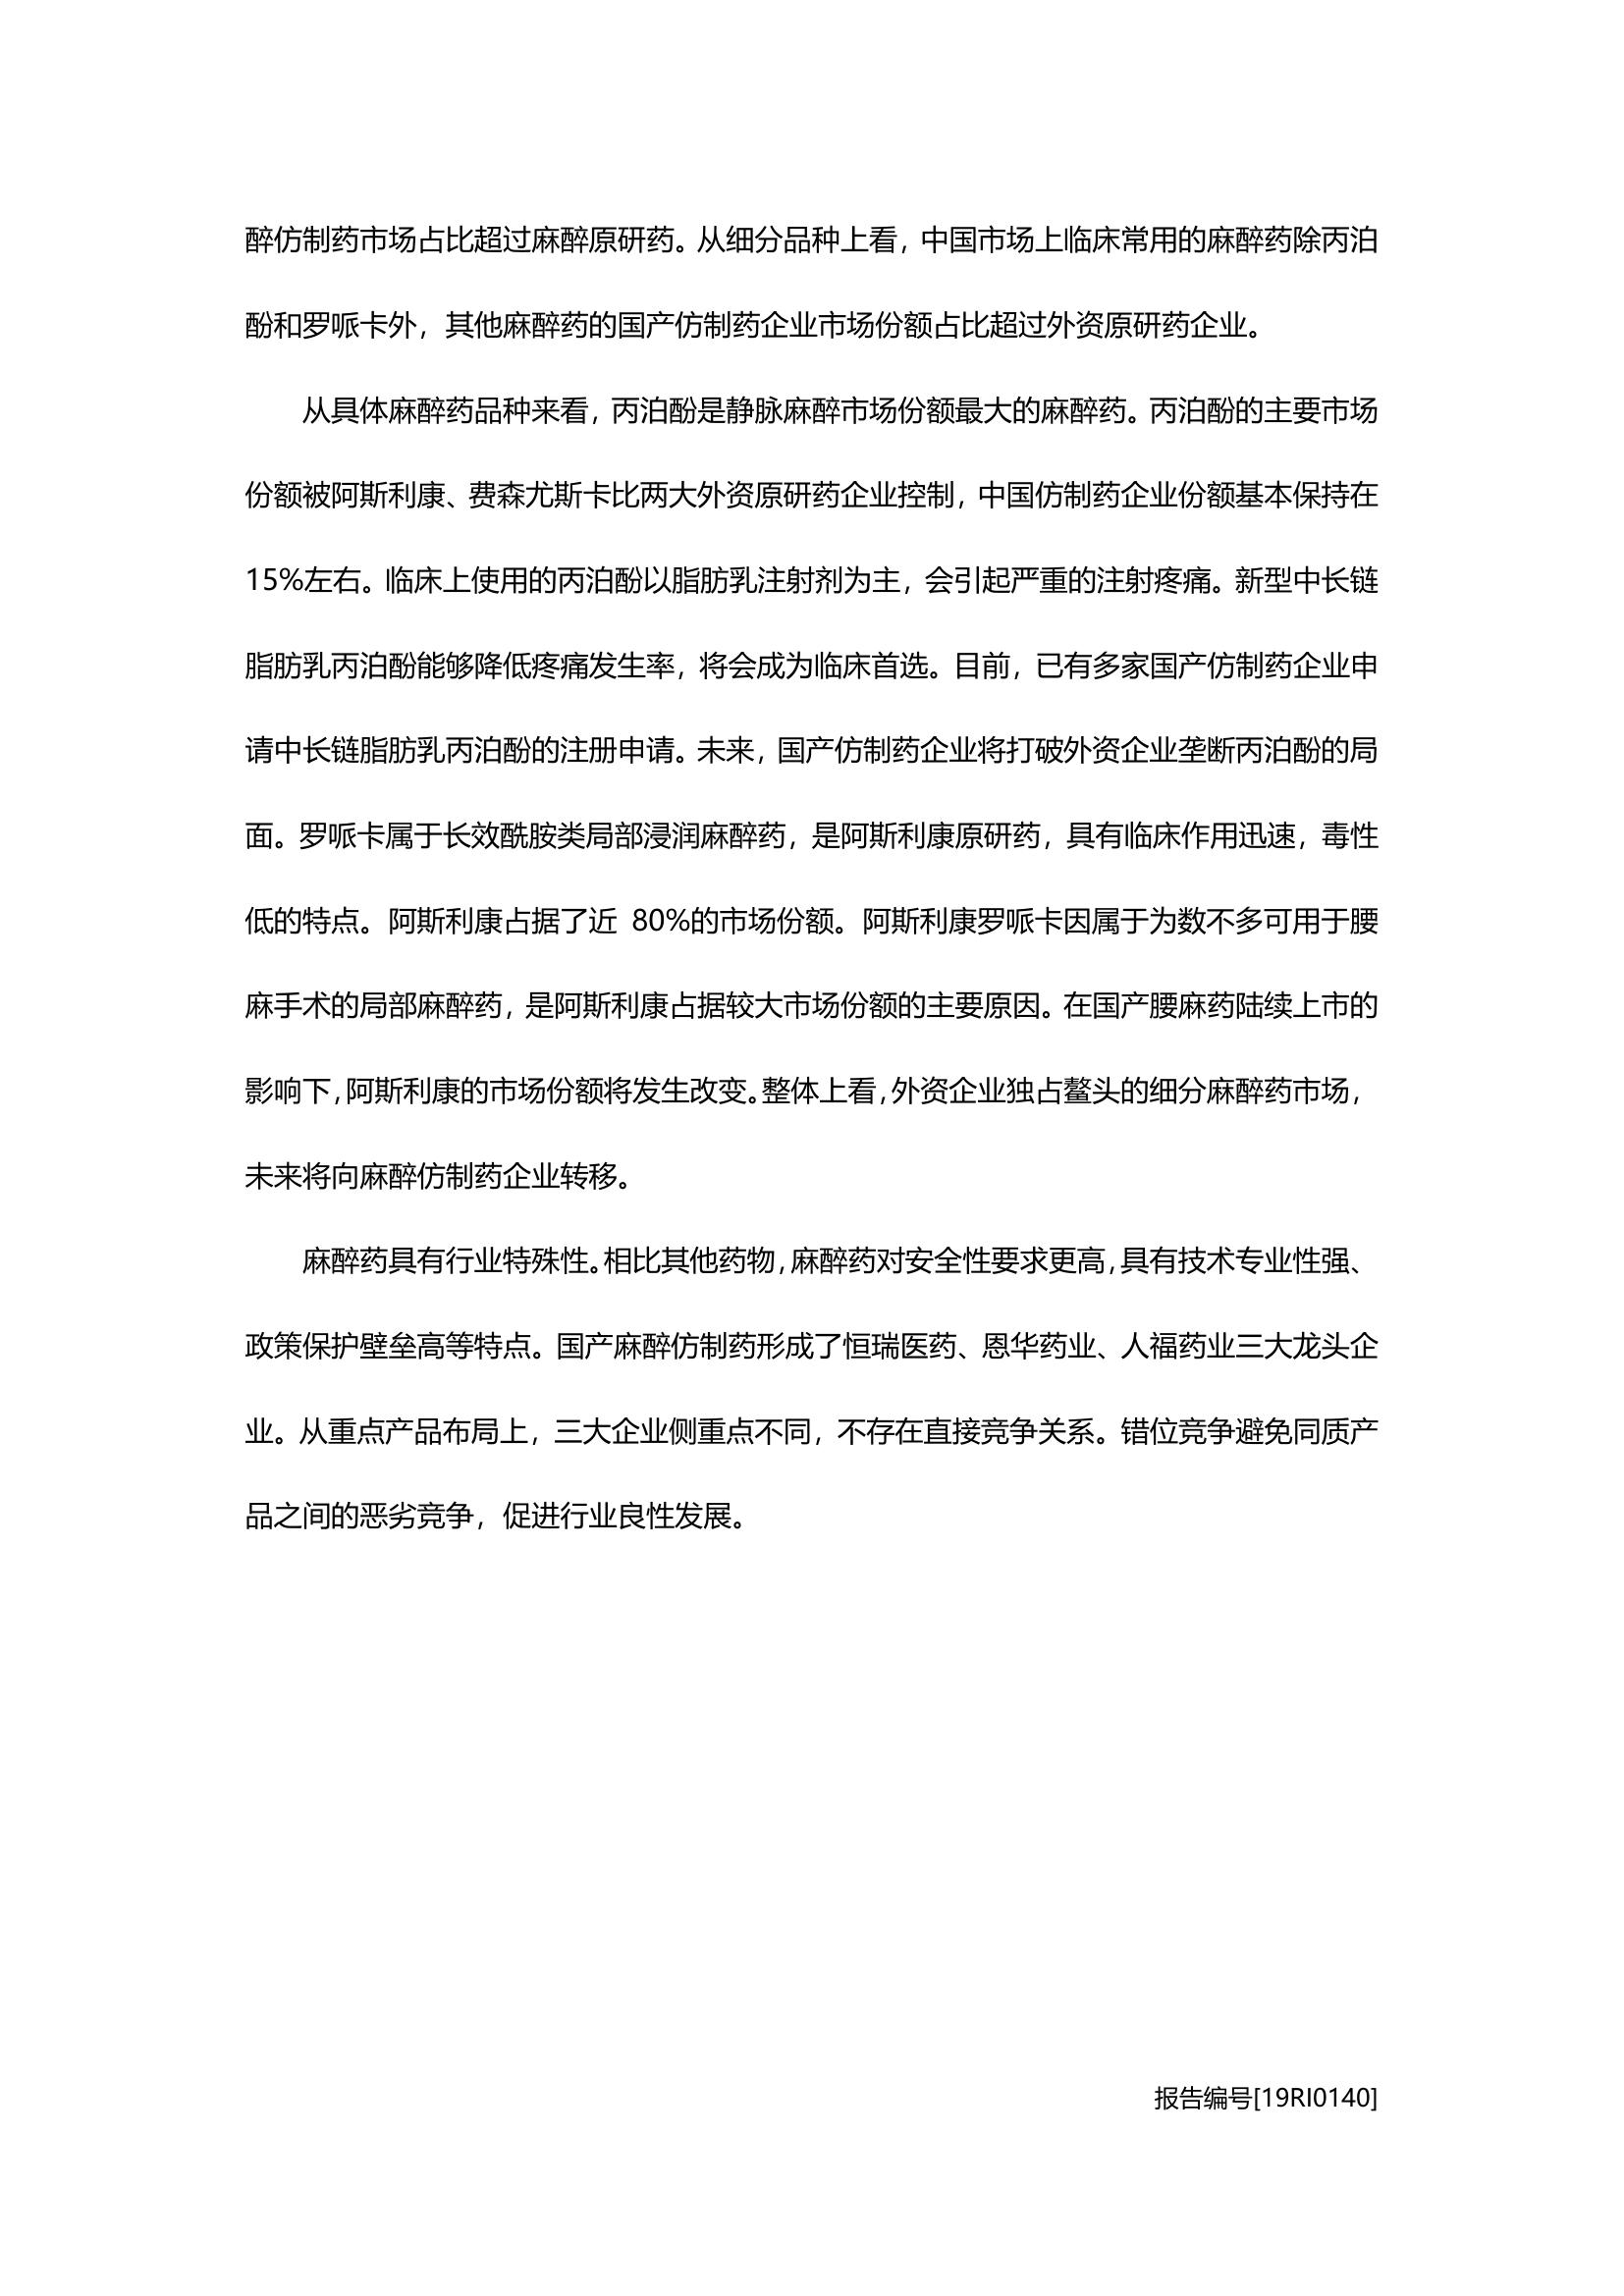 醉仿制药市场占比超过麻醉原研药。从细分品种上看，中国市场上临床常用的麻醉药除丙泊
酚和罗哌卡外，其他麻醉药的国产仿制药企业市场份额占比超过外资原研药企业。
从具体麻醉药品种来看，丙泊酚是静脉麻醉市场份额最大的麻醉药。丙泊酚的主要市场
份额被阿斯利康、费森尤斯卡比两大外资原研药企业控制，中国仿制药企业份额基本保持在
15%左右。临床上使用的丙泊酚以脂肪乳注射剂为主，会引起严重的注射疼痛。新型中长链
脂肪乳丙泊酚能够降低疼痛发生率，将会成为临床首选。目前，已有多家国产仿制药企业申
请中长链脂肪乳丙泊酚的注册申请。未来，国产仿制药企业将打破外资企业垄断丙泊酚的局
面。罗哌卡属于长效酰胺类局部浸润麻醉药，是阿斯利康原研药，具有临床作用迅速，毒性
低的特点。阿斯利康占据了近 80%的市场份额。阿斯利康罗哌卡因属于为数不多可用于腰
麻手术的局部麻醉药，是阿斯利康占据较大市场份额的主要原因。在国产腰麻药陆续上市的
影响下，阿斯利康的市场份额将发生改变。整体上看，外资企业独占鳌头的细分麻醉药市场，
未来将向麻醉仿制药企业转移。
麻醉药具有行业特殊性。相比其他药物，麻醉药对安全性要求更高，具有技术专业性强、
政策保护壁垒高等特点。国产麻醉仿制药形成了恒瑞医药、恩华药业、人福药业三大龙头企
业。从重点产品布局上，三大企业侧重点不同，不存在直接竞争关系。错位竞争避免同质产
品之间的恶劣竞争，促进行业良性发展。
报告编号[19RI0140]